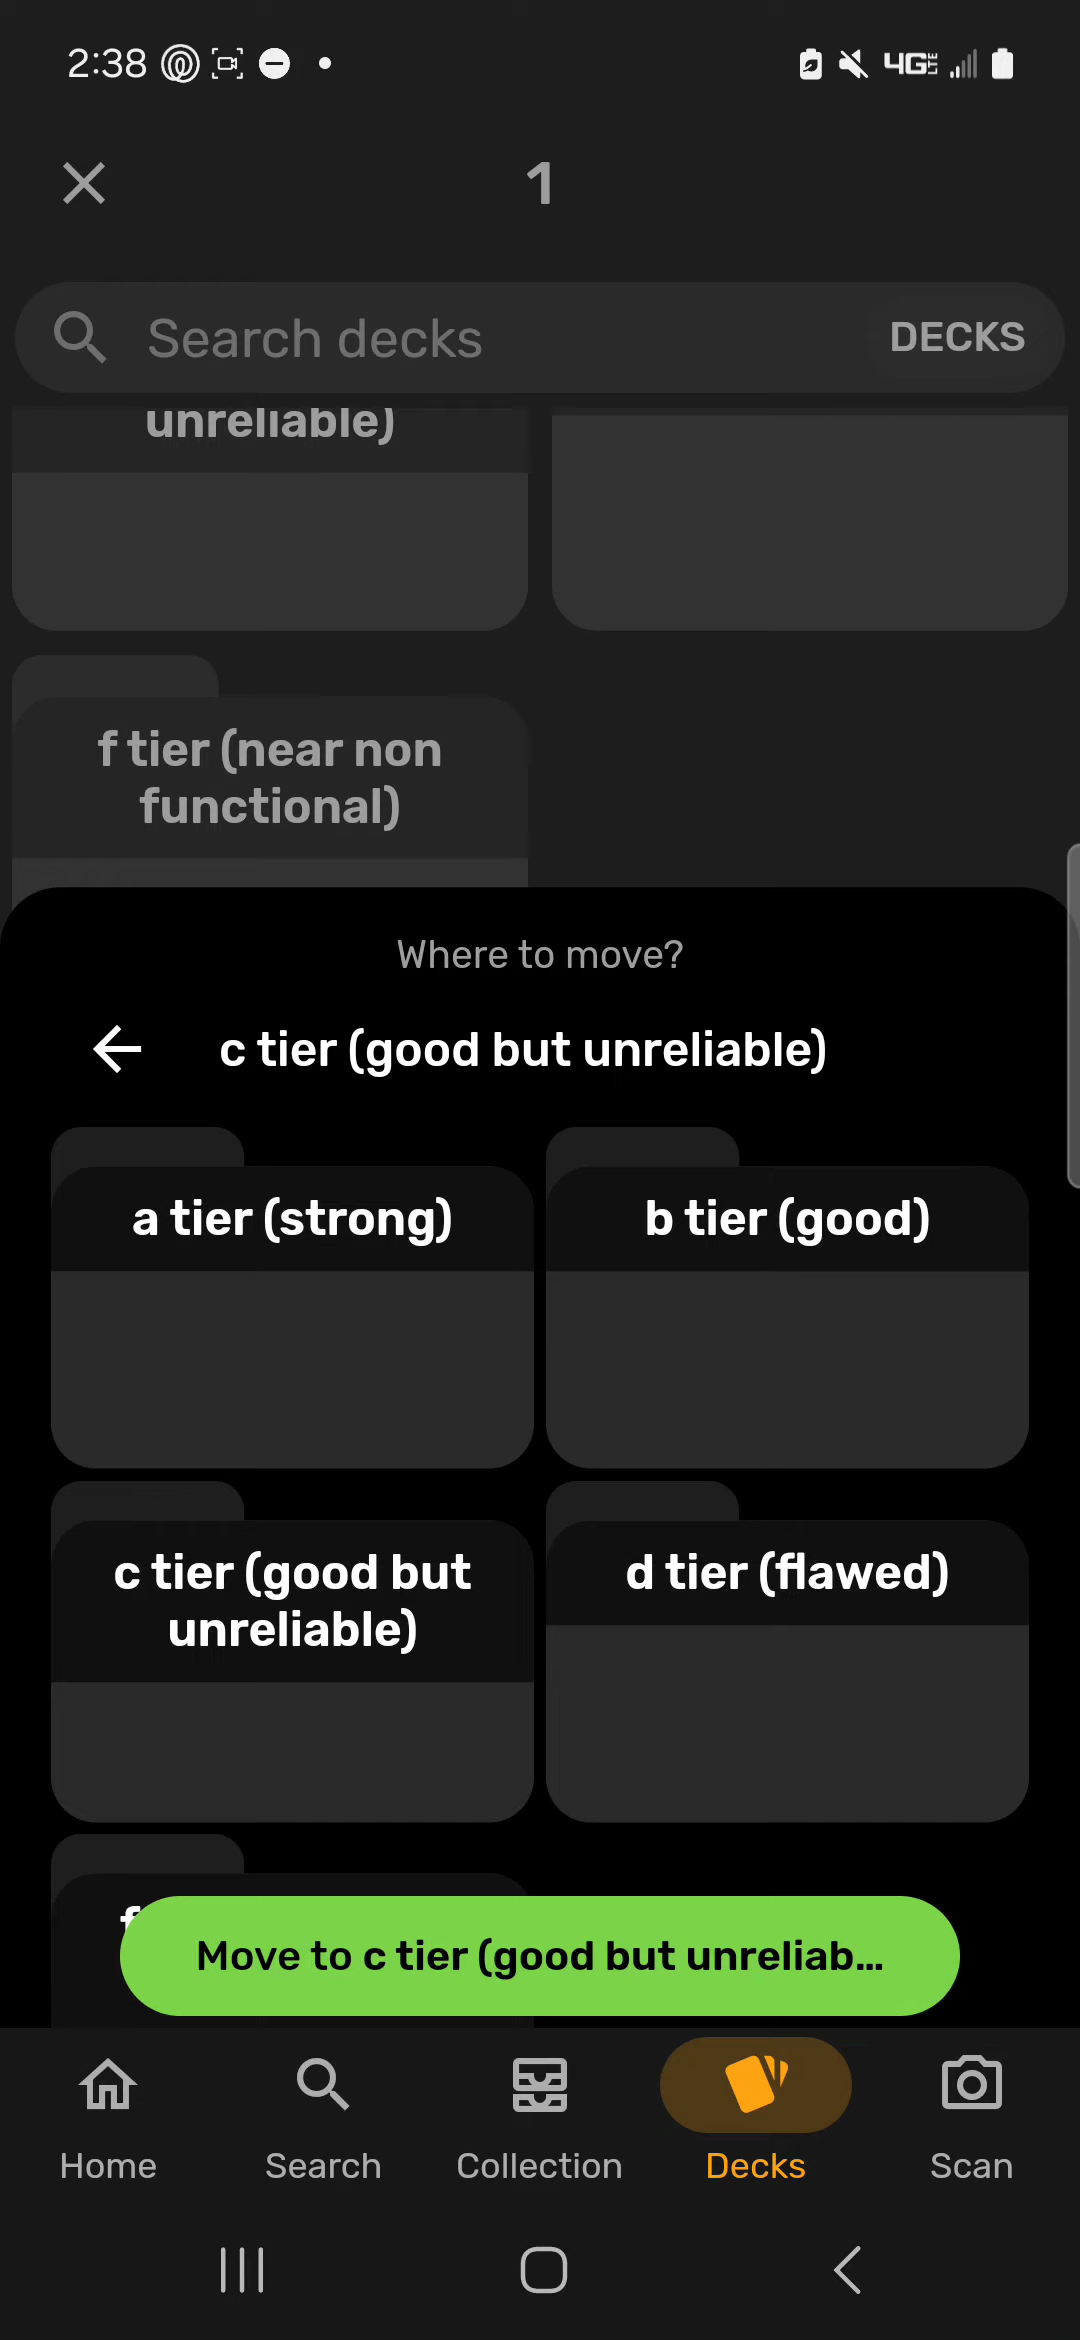 2:38
4G LTE
1
Search decks
DECKS
unreliable)
f tier (near non
functional)
Where to move?
c tier (good but unreliable)
a tier (strong)
b tier (good)
c tier (good but
unreliable)
d tier (flawed)
f
Move to c tier (good but unreliab...
Home
Search
Collection
Decks
Scan